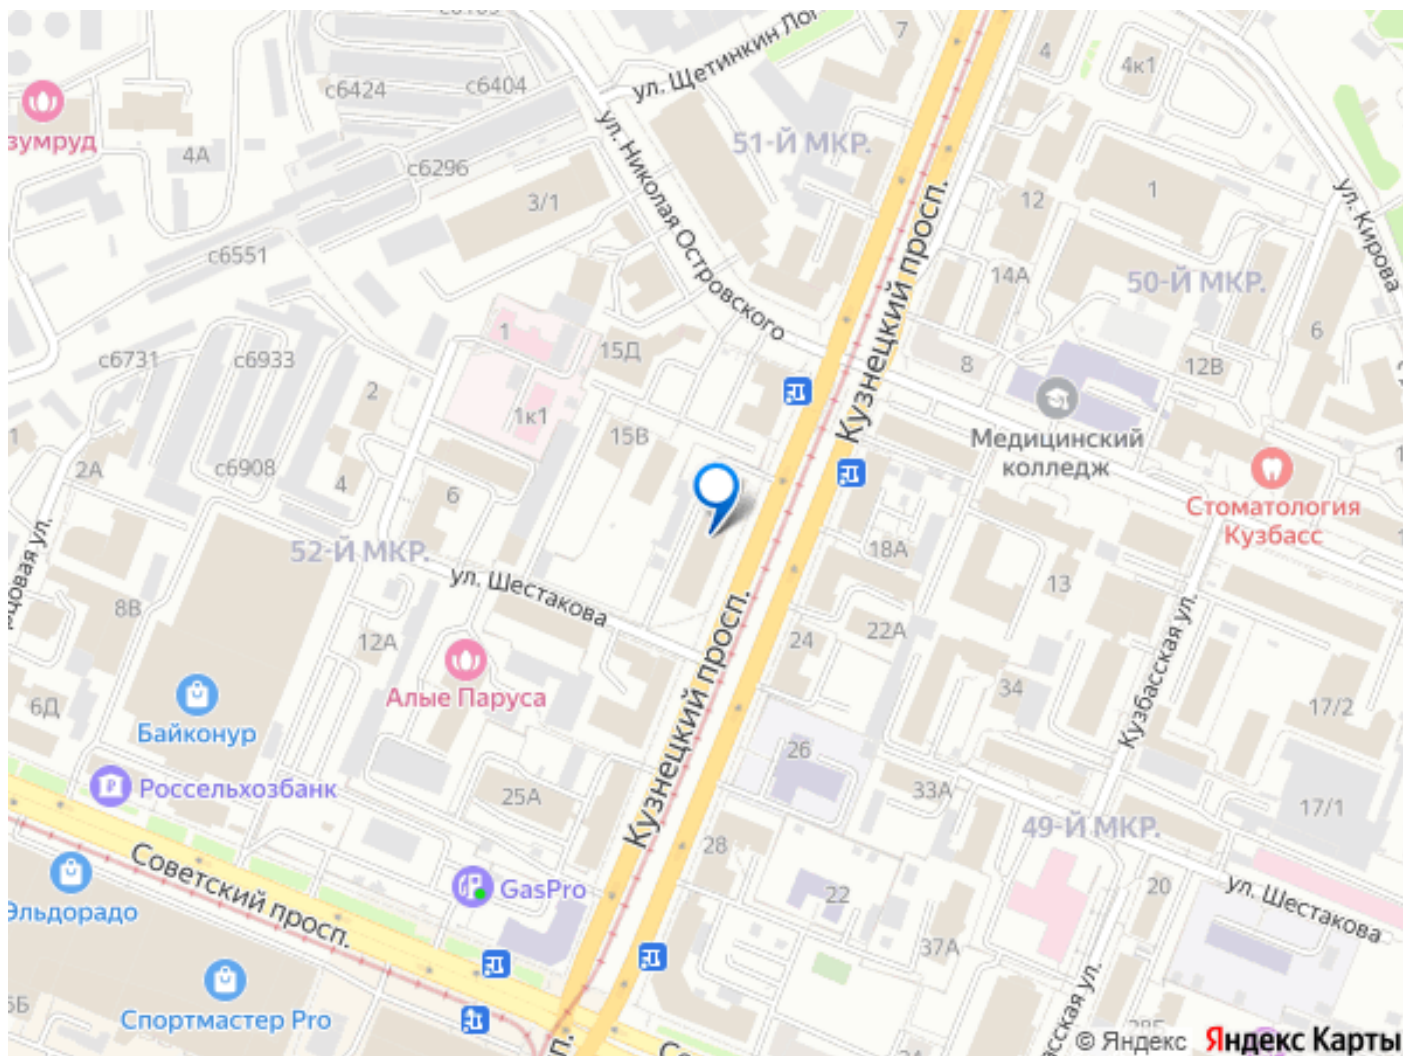 7
4
4к1
ул. Щетинкин Лог
с6424
с6404
зумруд
4А
с6296
51-Й МКР.
1
3/1
12
ул. Николая Островского
ул. Кирова
с6551
Кузнецкий просп.
14А
50-Й МКР.
1
15Д
6
с6731
с6933
8
12В
2
1к1
15В
Медицинский
колледж
1
2А
с6908
4
6
Стоматология
Кузбасс
52-Й МКР.
18А
13
ул. Шестакова
8В
12А
22А
24
Кузбасская ул.
Алые Паруса
34
6Д
17/2
Байконур
Кузнецкий просп.
26
Россельхозбанк
25А
33А
17/1
49-Й МКР.
28
Советский просп.
GasPro
22
20
ул. Шестакова
Эльдорадо
37А
5Б
Спортмастер Pro
28Б
© Яндекс
Яндекс Карты